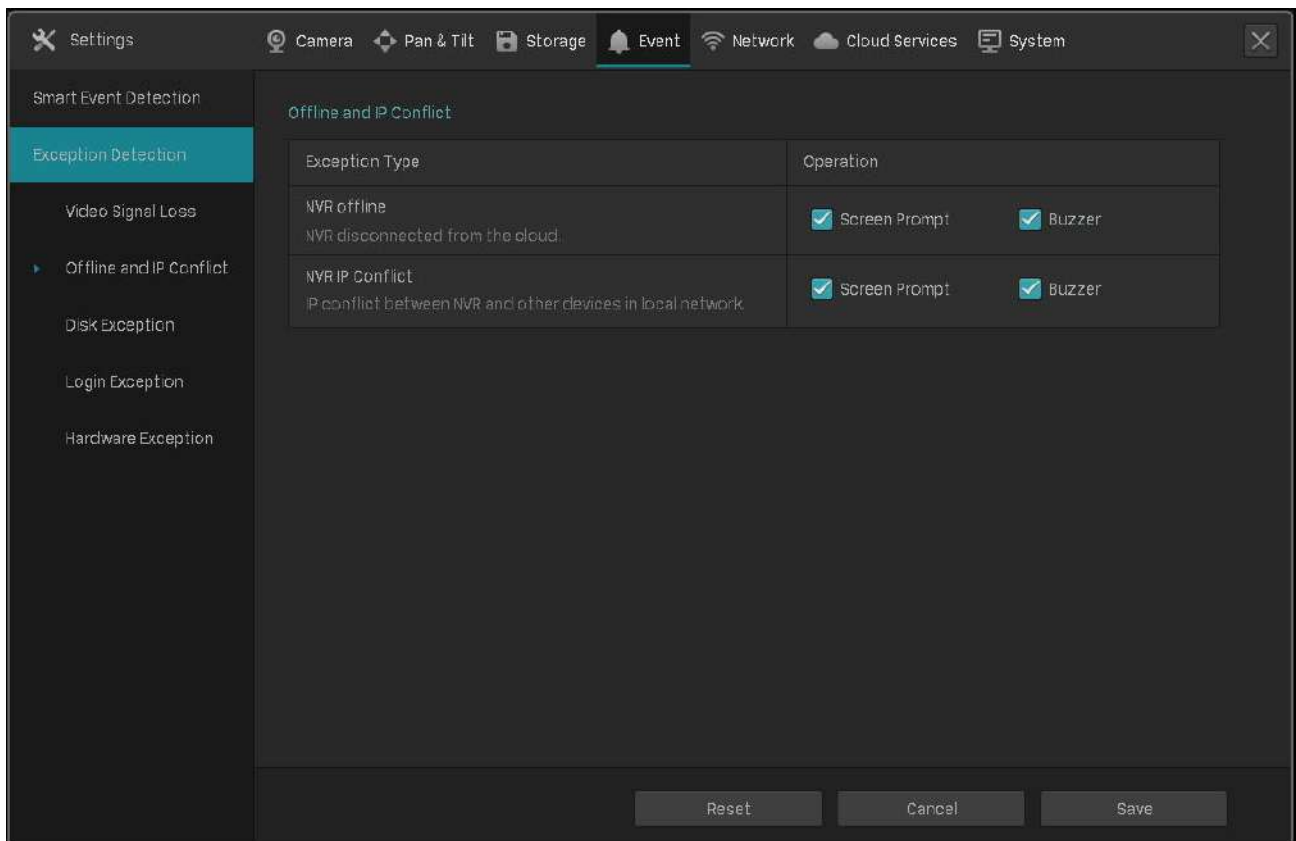 Settings
Camera Pan & Tilt Storage Event Network Cloud Services System
Smart Event Detection
Exception Detection
Video Signal Loss
Offline and IP Conflict
Disk Exception
Login Exception
Hardware Exception
Offline and IP Conflict
Exception Type Operation
NVR offline
NVR disconnected from the cloud.
Screen Prompt Buzzer
NVR IP Conflict
IP conflict between NVR and other devices in local network.
Screen Prompt Buzzer
Reset Cancel Save